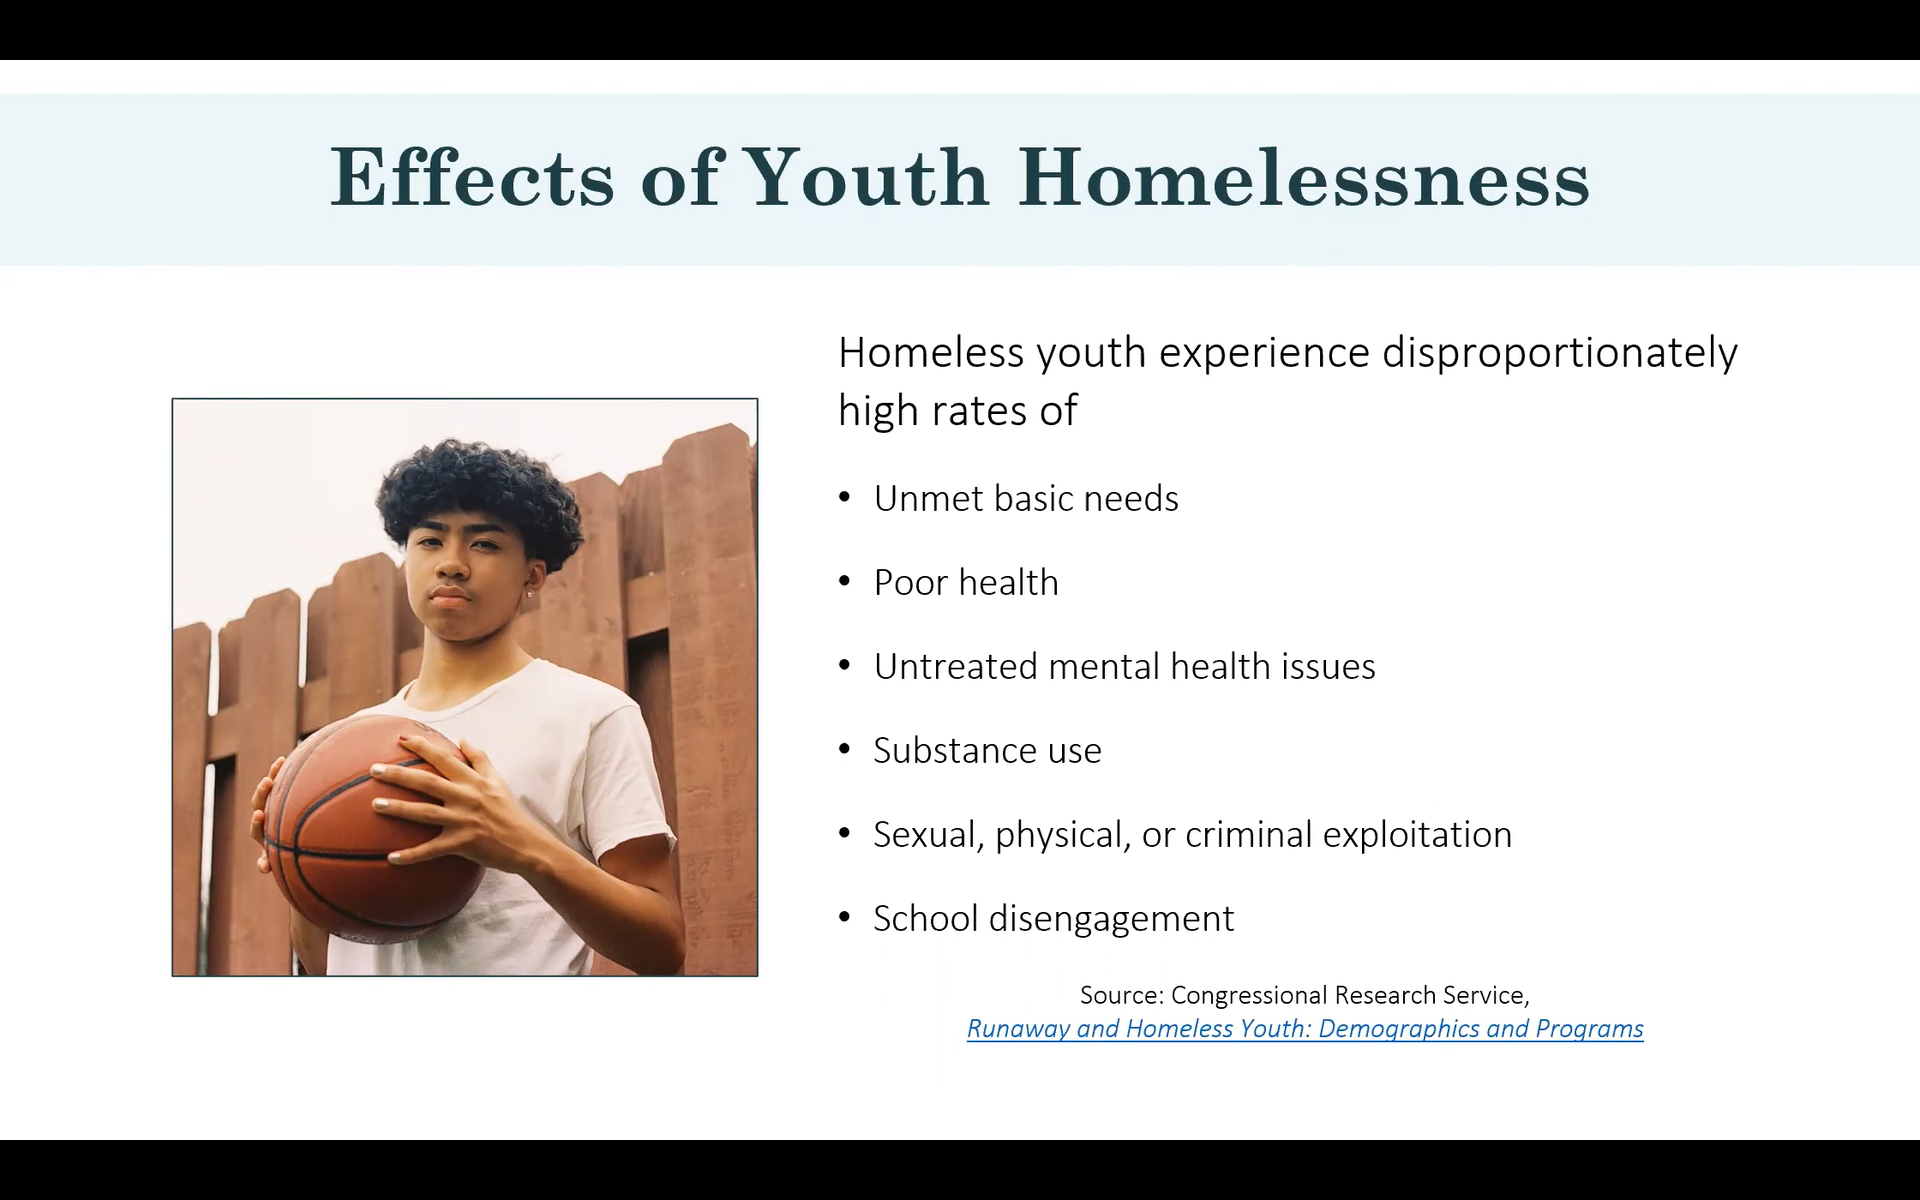 Effects of Youth Homelessness
Homeless youth experience disproportionately
high rates of
• Unmet basic needs
• Poor health
• Untreated mental health issues
• Substance use
• Sexual, physical, or criminal exploitation
• School disengagement
Source: Congressional Research Service,
Runaway and Homeless Youth: Demographics and Programs